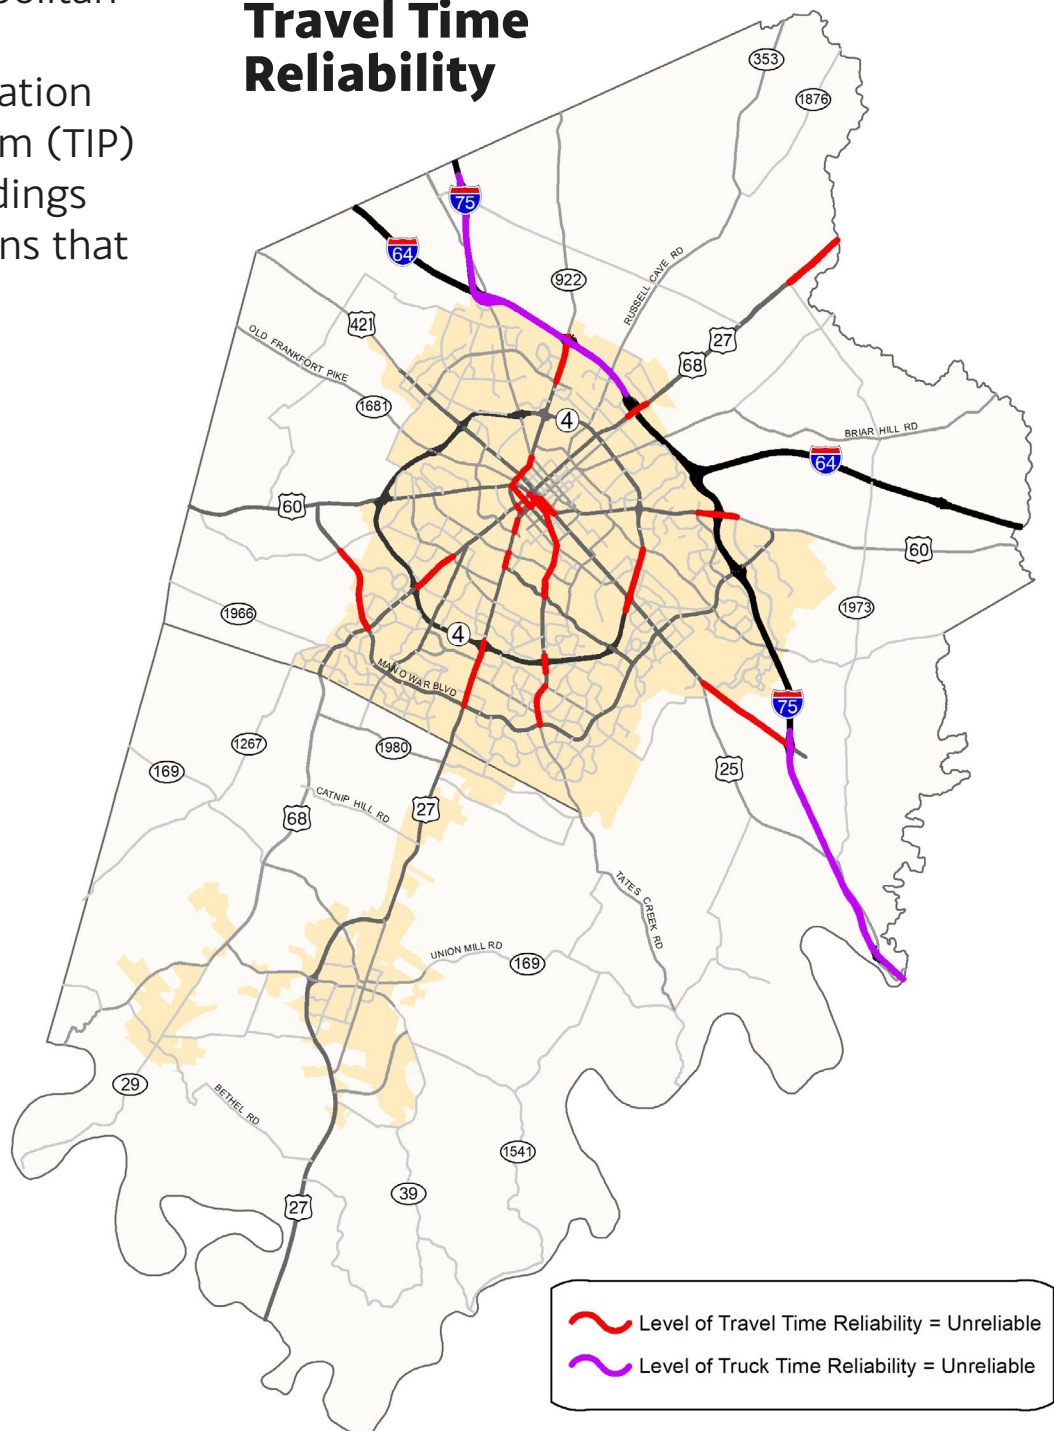 politan
ation
m (TIP)
dings
ns that
Travel Time
Reliability
353
1876
75
64
922
RUSSELL CAVE RD
421
27
OLD FRANKFORT PIKE
68
1681
4
BRIAR HILL RD
64
60
60
1973
1966
4
MAN O WAR BLVD
75
1267
1980
169
25
CATNIP HILL RD
27
68
TATES CREEK RD
UNION MILL RD
169
29
BETHEL RD
1541
39
27
Level of Travel Time Reliability = Unreliable
Level of Truck Time Reliability = Unreliable